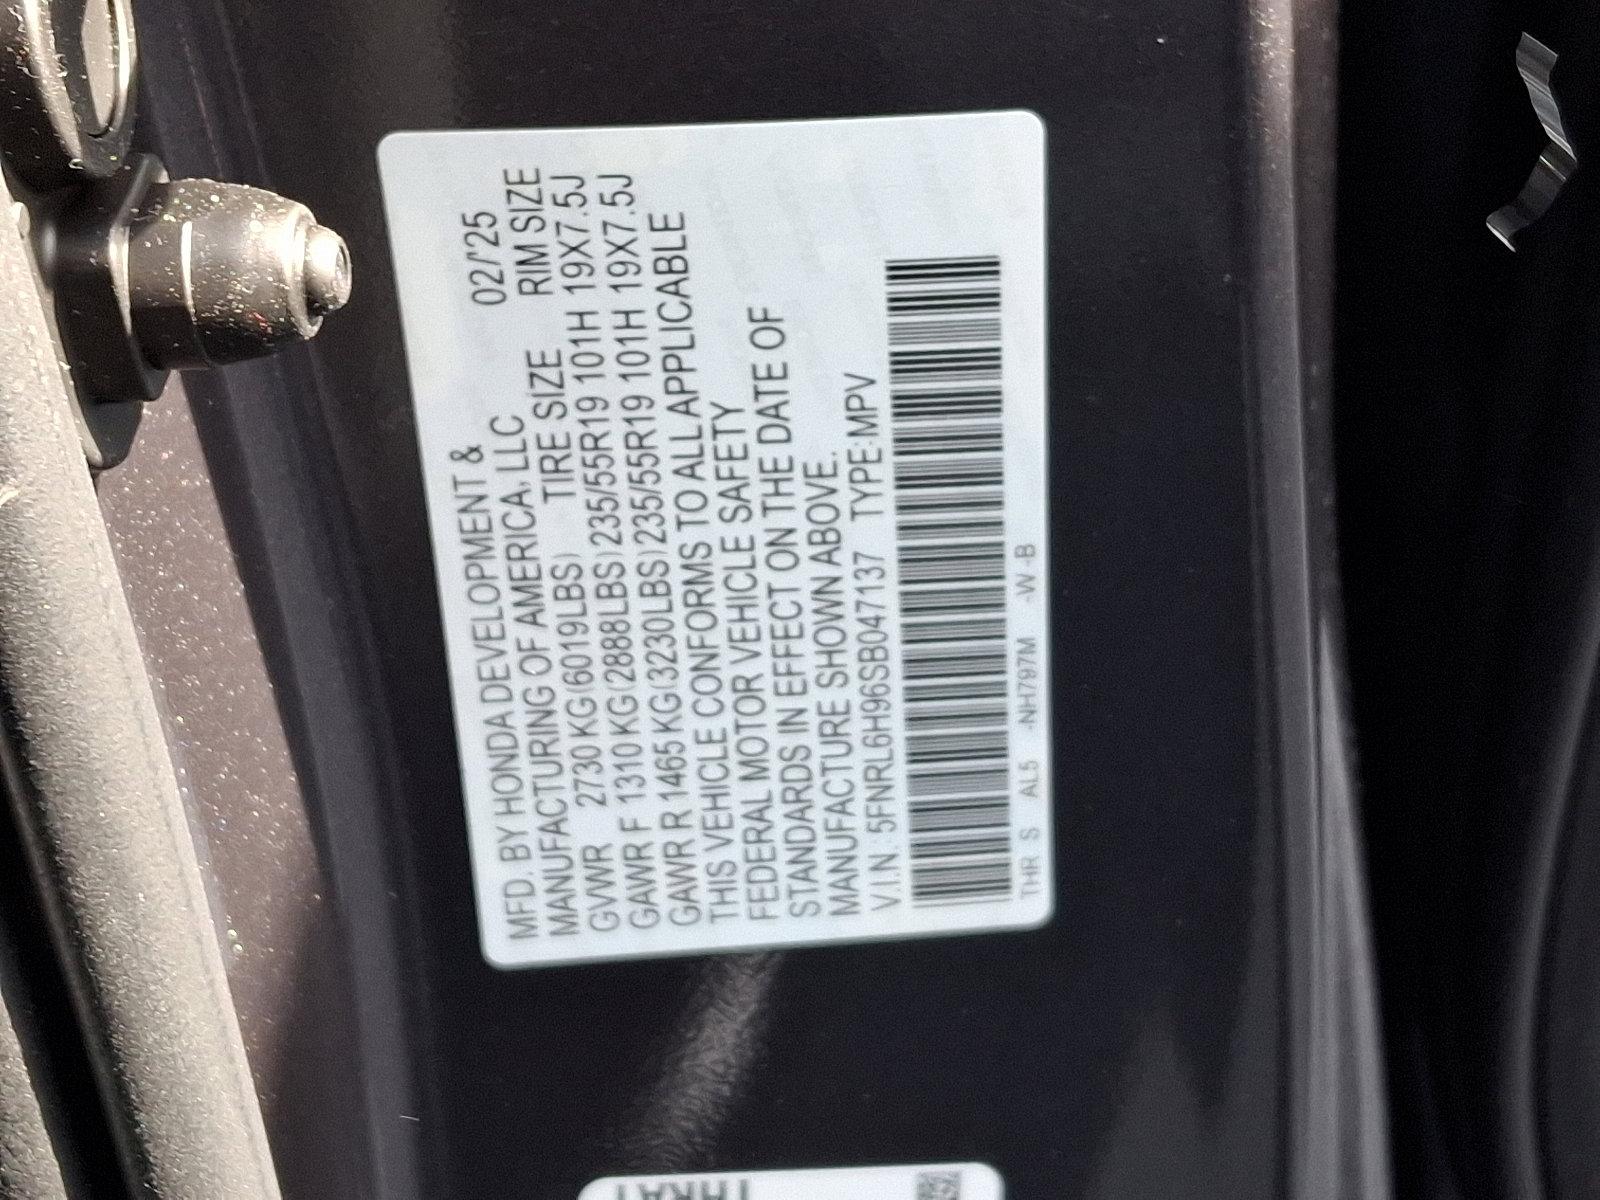 MFD. BY HONDA DEVELOPMENT &
MANUFACTURING OF AMERICA, LLC 02/'25
GVWR 2730 KG (6019LBS) TIRE SIZE RIM SIZE
GAWR F 1310 KG (2888LBS) 235/55R19 101H 19X7.5J
GAWR R 1465 KG (3230LBS) 235/55R19 101H 19X7.5J
THIS VEHICLE CONFORMS TO ALL APPLICABLE
FEDERAL MOTOR VEHICLE SAFETY
STANDARDS IN EFFECT ON THE DATE OF
MANUFACTURE SHOWN ABOVE.
V.I.N.:5FNRL6H96SB047137 TYPE:MPV
THR S AL5 -NH797M -W -B